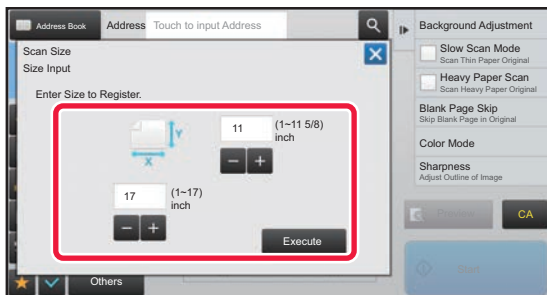 Address Book
Address
Touch to input Address
Background Adjustment
Scan Size
Size Input
Enter Size to Register.
Y
X
11
(1~11 5/8)
inch
17
(1~17)
inch
Execute
Slow Scan Mode
Scan Thin Paper Original
Heavy Paper Scan
Scan Heavy Paper Original
Blank Page Skip
Skip Blank Page in Original
Color Mode
Sharpness
Adjust Outline of Image
Preview
CA
Start
Others